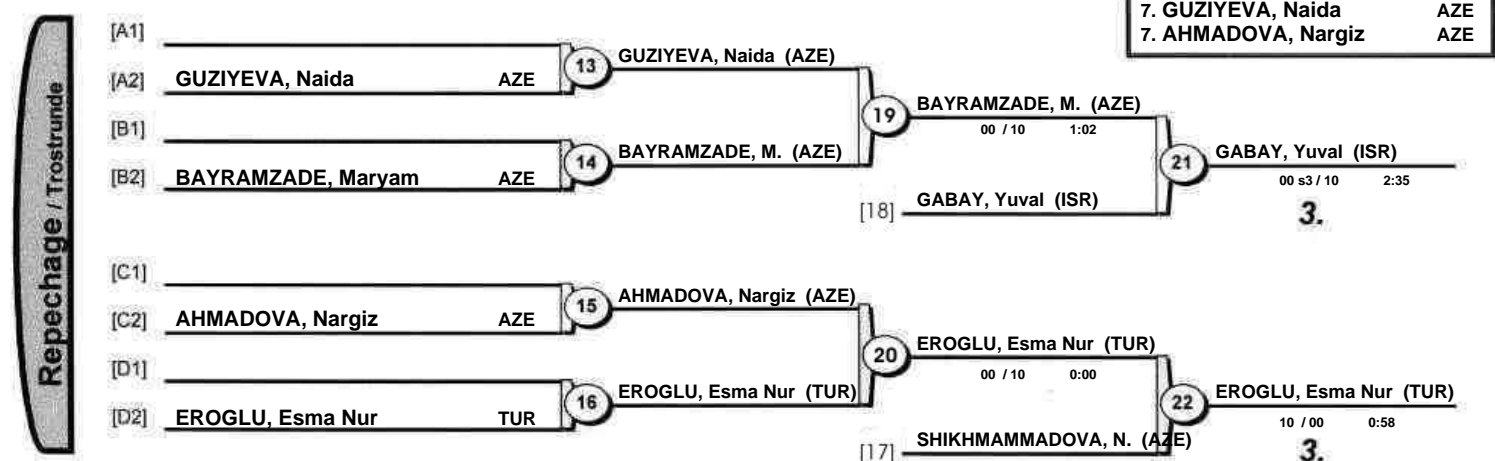 7. GUZIYEVA, Naida AZE
7. AHMADOVA, Nargiz AZE
Repechage / Trostrunde
[A1]
[A2] GUZIYEVA, Naida AZE
13
GUZIYEVA, Naida (AZE)
[B1]
[B2] BAYRAMZADE, Maryam AZE
14
BAYRAMZADE, M. (AZE)
19
BAYRAMZADE, M. (AZE)
00 / 10 1:02
[18] GABAY, Yuval (ISR)
21
GABAY, Yuval (ISR)
00 s3 / 10 2:35
3.
[C1]
[C2] AHMADOVA, Nargiz AZE
15
AHMADOVA, Nargiz (AZE)
[D1]
[D2] EROGLU, Esma Nur TUR
16
EROGLU, Esma Nur (TUR)
20
EROGLU, Esma Nur (TUR)
00 / 10 0:00
[17] SHIKHMAMMADOVA, N. (AZE)
22
EROGLU, Esma Nur (TUR)
10 / 00 0:58
3.